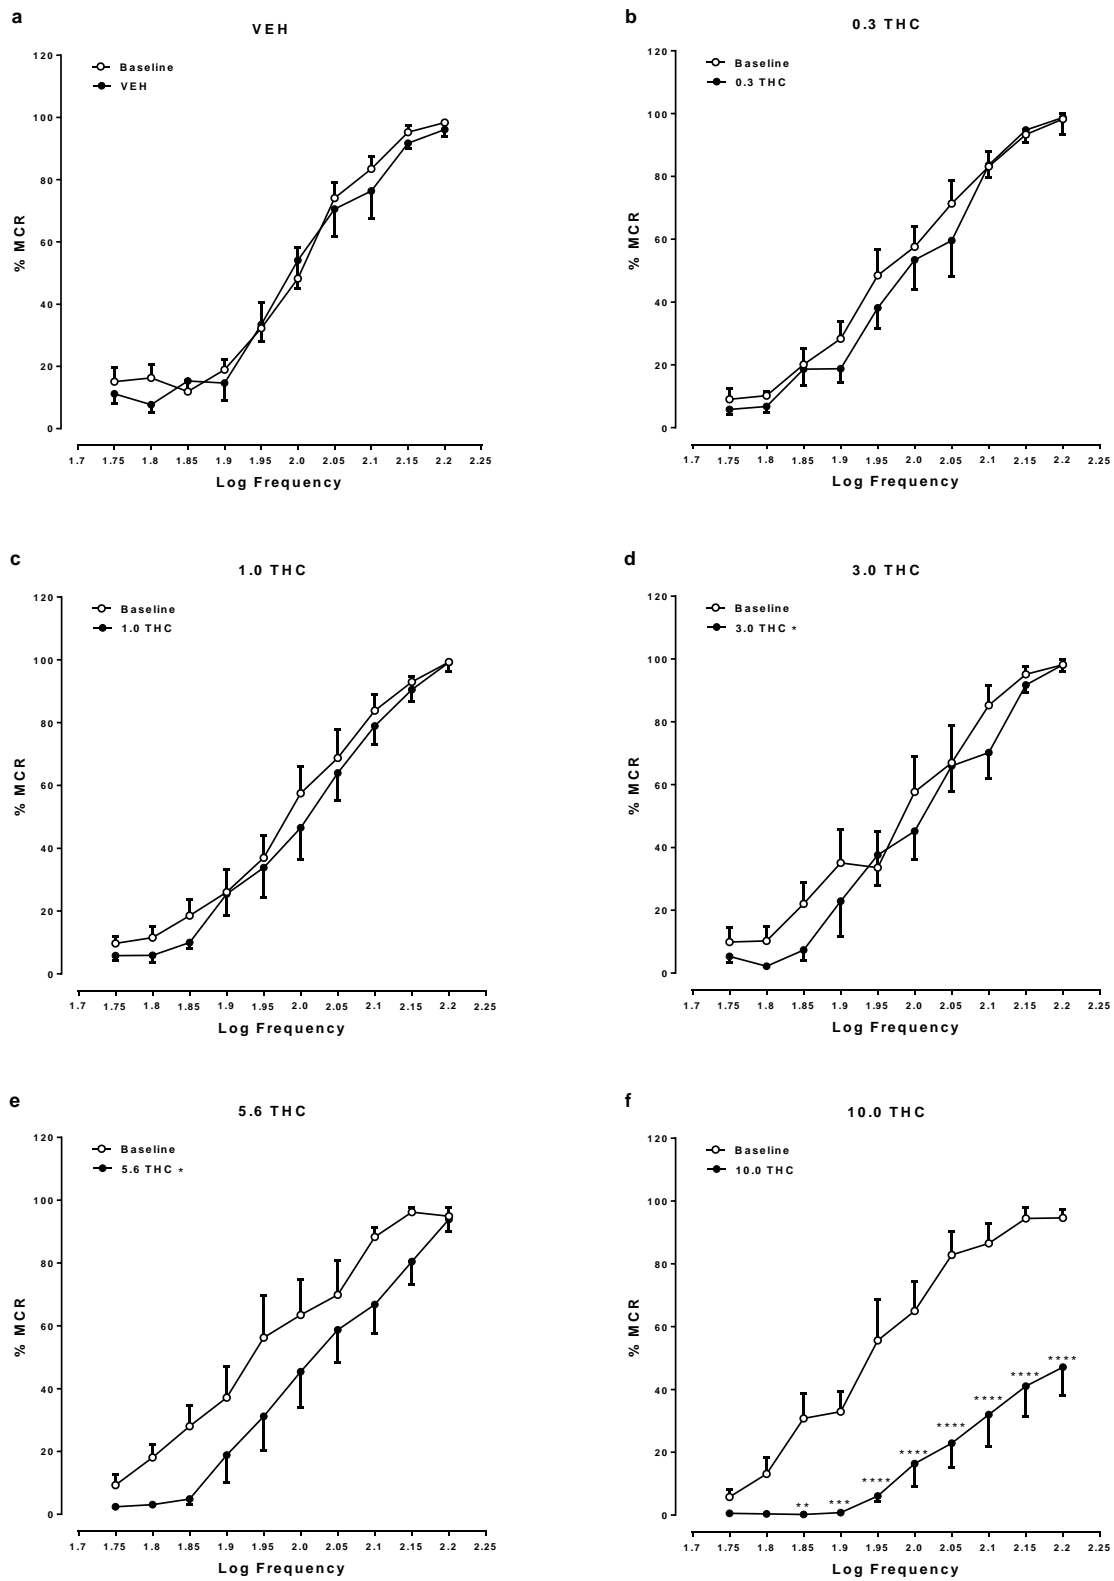 a
VEH
Baseline
VEH
% MCR
120
100
80
60
40
20
0
1.7 1.75 1.8 1.85 1.9 1.95 2.0 2.05 2.1 2.15 2.2 2.25
Log Frequency
b
0.3 THC
Baseline
0.3 THC
% MCR
120
100
80
60
40
20
0
1.7 1.75 1.8 1.85 1.9 1.95 2.0 2.05 2.1 2.15 2.2 2.25
Log Frequency
c
1.0 THC
Baseline
1.0 THC
% MCR
120
100
80
60
40
20
0
1.7 1.75 1.8 1.85 1.9 1.95 2.0 2.05 2.1 2.15 2.2 2.25
Log Frequency
d
3.0 THC
Baseline
3.0 THC *
% MCR
120
100
80
60
40
20
0
1.7 1.75 1.8 1.85 1.9 1.95 2.0 2.05 2.1 2.15 2.2 2.25
Log Frequency
e
5.6 THC
Baseline
5.6 THC *
% MCR
120
100
80
60
40
20
0
1.7 1.75 1.8 1.85 1.9 1.95 2.0 2.05 2.1 2.15 2.2 2.25
Log Frequency
f
10.0 THC
Baseline
10.0 THC
% MCR
120
100
80
60
40
20
0
** *** **** **** **** **** **** ****
1.7 1.75 1.8 1.85 1.9 1.95 2.0 2.05 2.1 2.15 2.2 2.25
Log Frequency